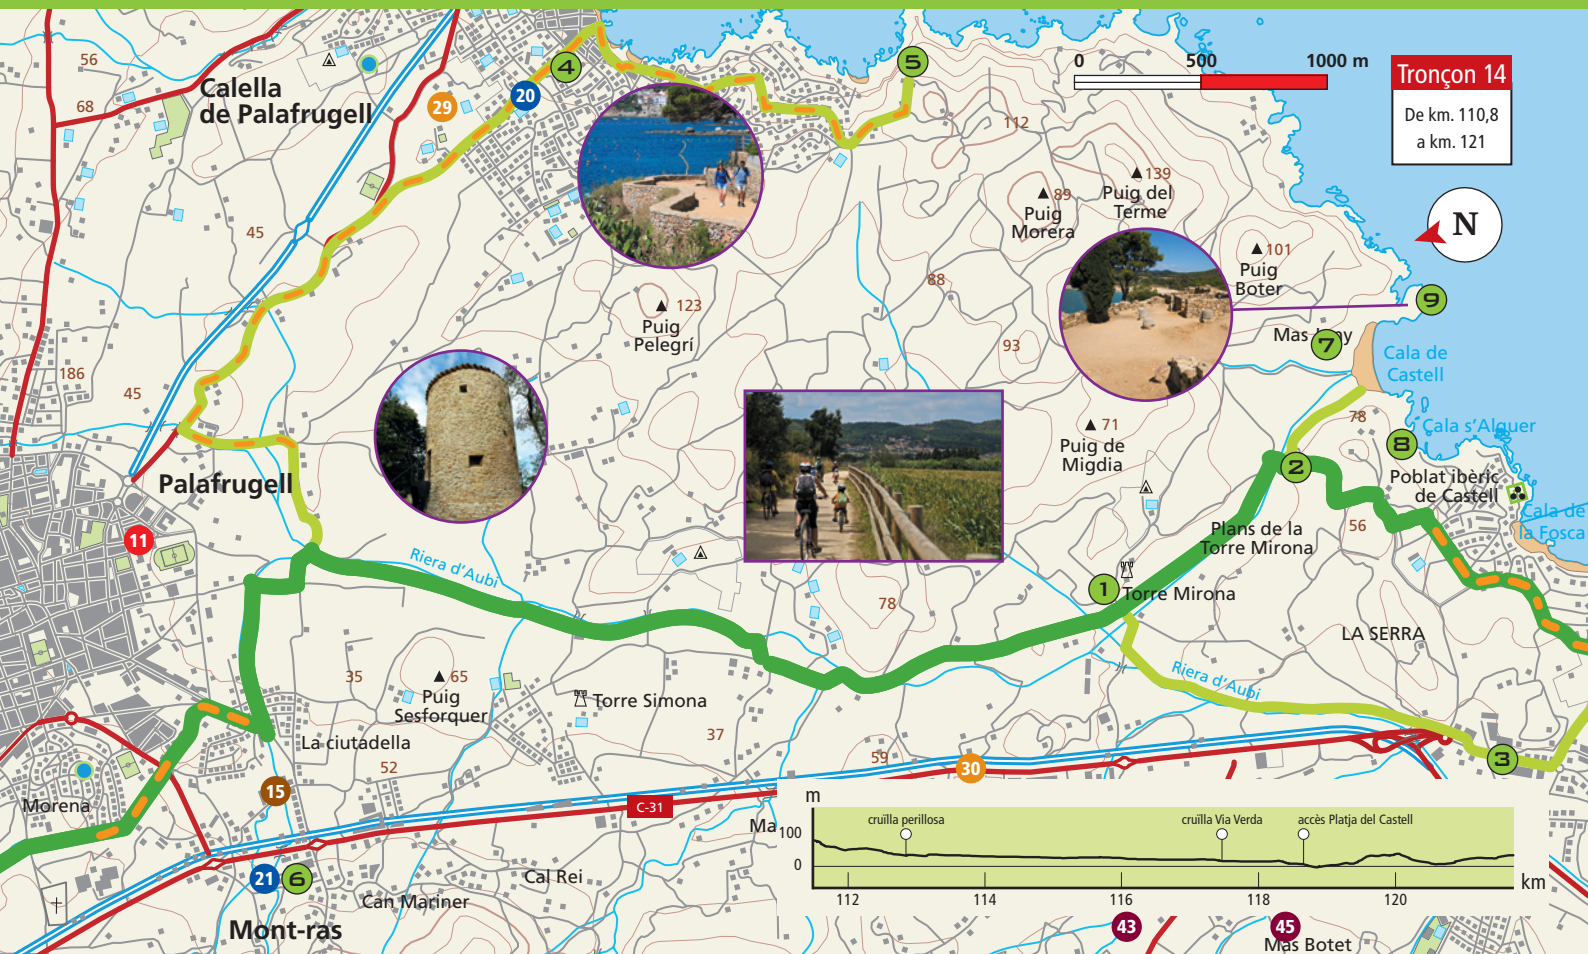 56
68
Calella
de Palafrugell
29
20
4
5
0 500 1000 m
Tronçon 14
De km. 110,8
a km. 121
N
112
139
Puig del
Terme
89
Puig
Morera
101
Puig
Boter
45
88
123
Puig
Pelegrí
93
9
7
Cala de
Castell
186
45
71
Puig de
Migdia
78
Cala s'Alguer
8
2
Poblat ibèric
de Castell
Palafrugell
Cala de
la Fosca
56
Plans de la
Torre Mirona
11
Riera d'Aubi
1
Torre Mirona
78
LA SERRA
Riera d'Aubi
35
65
Puig
Sesforquer
Torre Simona
37
La ciutadella
52
59
30
3
15
Morena
C-31
Ma
21
6
Cal Rei
Can Mariner
Mont-ras
m
100
0
cruïlla perillosa
cruïlla Via Verda
accès Platja del Castell
km
112 114 116 118 120
43
45
Mas Botet